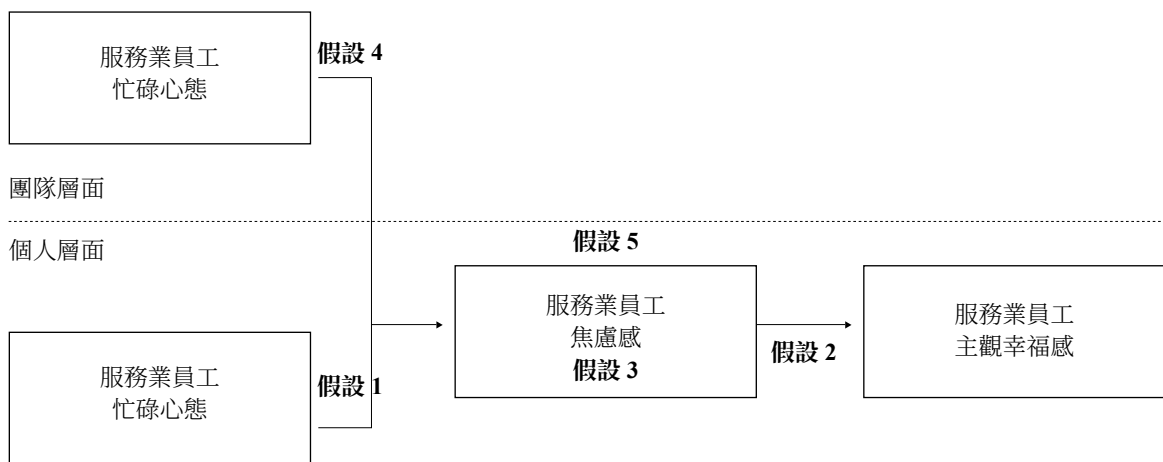 服務業員工
忙碌心態
假設 4
團隊層面
個人層面
假設 5
服務業員工
焦慮感
假設 3
假設 2
服務業員工
主觀幸福感
服務業員工
忙碌心態
假設 1